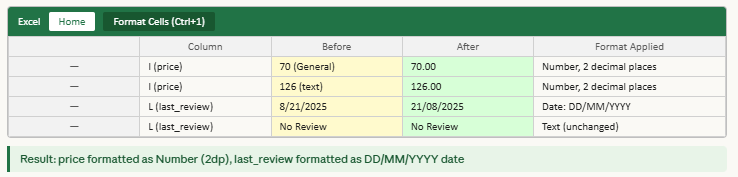 Excel Home Format Cells (Ctrl+1)
Column Before After Format Applied
— I (price) 70 (General) 70.00 Number, 2 decimal places
— I (price) 126 (text) 126.00 Number, 2 decimal places
— L (last_review) 8/21/2025 21/08/2025 Date: DD/MM/YYYY
— L (last_review) No Review No Review Text (unchanged)
Result: price formatted as Number (2dp), last_review formatted as DD/MM/YYYY date